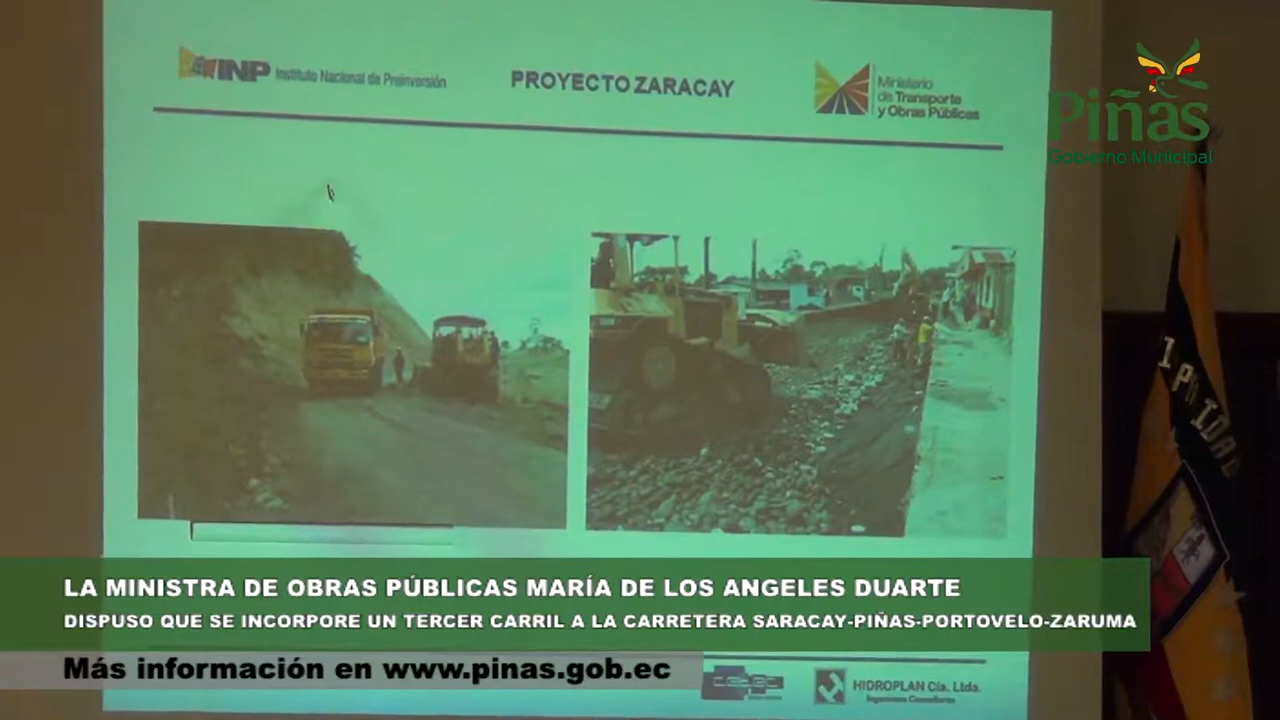 INP Instituto Nacional de Preinversión
PROYECTO ZARACAY
Ministerio
de Transporte
y Obras Públicas
Piñas
Gobierno Municipal
LA MINISTRA DE OBRAS PÚBLICAS MARÍA DE LOS ANGELES DUARTE
DISPUSO QUE SE INCORPORE UN TERCER CARRIL A LA CARRETERA SARACAY-PIÑAS-PORTOVELO-ZARUMA
Más información en www.pinas.gob.ec
HIDROPLAN Cía. Ltda.
Ingenieros Consultores